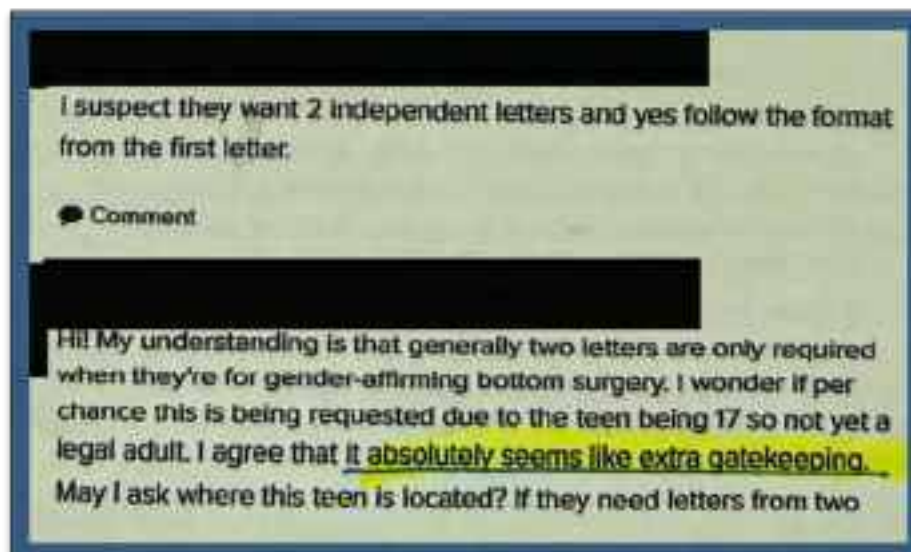 I suspect they want 2 independent letters and yes follow the format
from the first letter.
Comment
Hi! My understanding is that generally two letters are only required
when they're for gender-affirming bottom surgery. I wonder if per
chance this is being requested due to the teen being 17 so not yet a
legal adult. I agree that it absolutely seems like extra gatekeeping.
May I ask where this teen is located? If they need letters from two